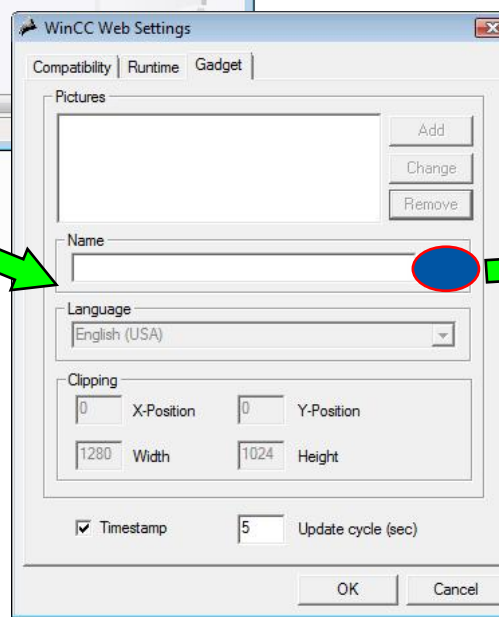 WinCC Web Settings
Compatibility Runtime Gadget
Pictures
Add
Change
Remove
Name
Language
English (USA)
Clipping
0 X-Position 0 Y-Position
1280 Width 1024 Height
Timestamp 5 Update cycle (sec)
OK Cancel